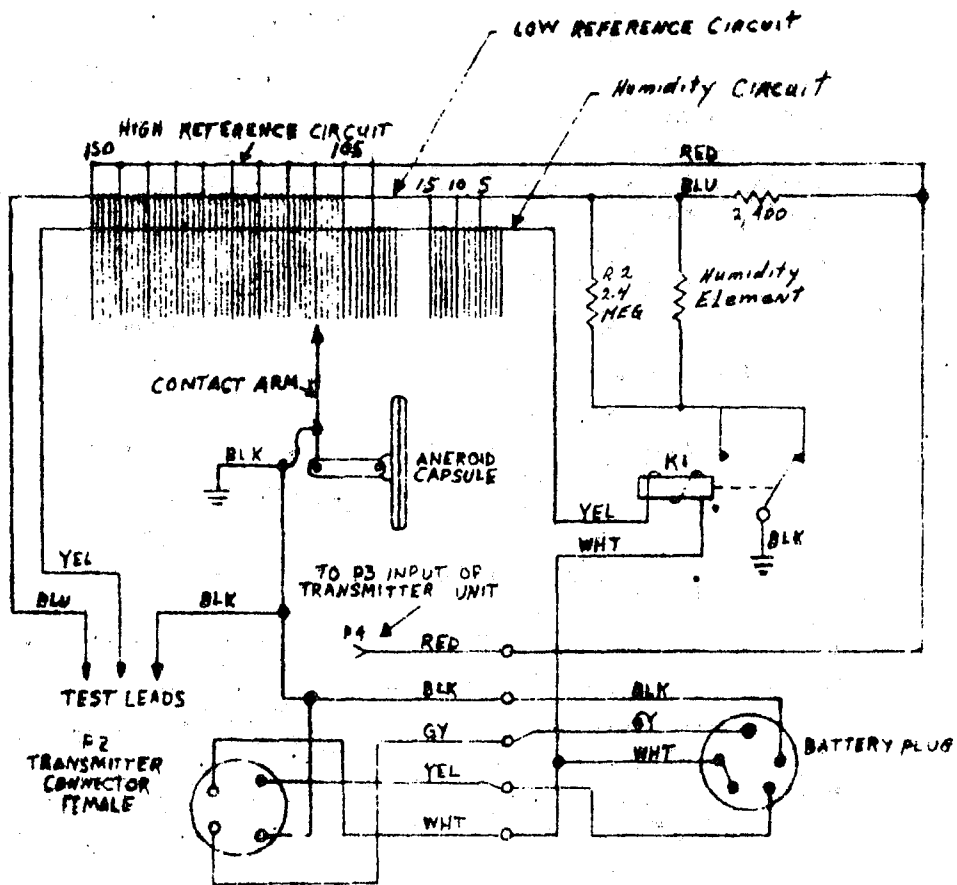 LOW REFERENCE CIRCUIT
Humidity CIRCUIT
HIGH REFERENCE CIRCUIT
150
105
RED
15 10 5
BLU
2,400
R2
2.4
MEG
Humidity
Element
CONTACT ARM
BLK
ANEROID
CAPSULE
K1
YEL
BLK
WHT
YEL
TO P3 INPUT OF
TRANSMITTER UNIT
BLU
BLK
P4
RED
TEST LEADS
BLK
BLK
GY
GY
P2
TRANSMITTER
CONNECTOR
FEMALE
WHT
BATTERY PLUG
YEL
WHT